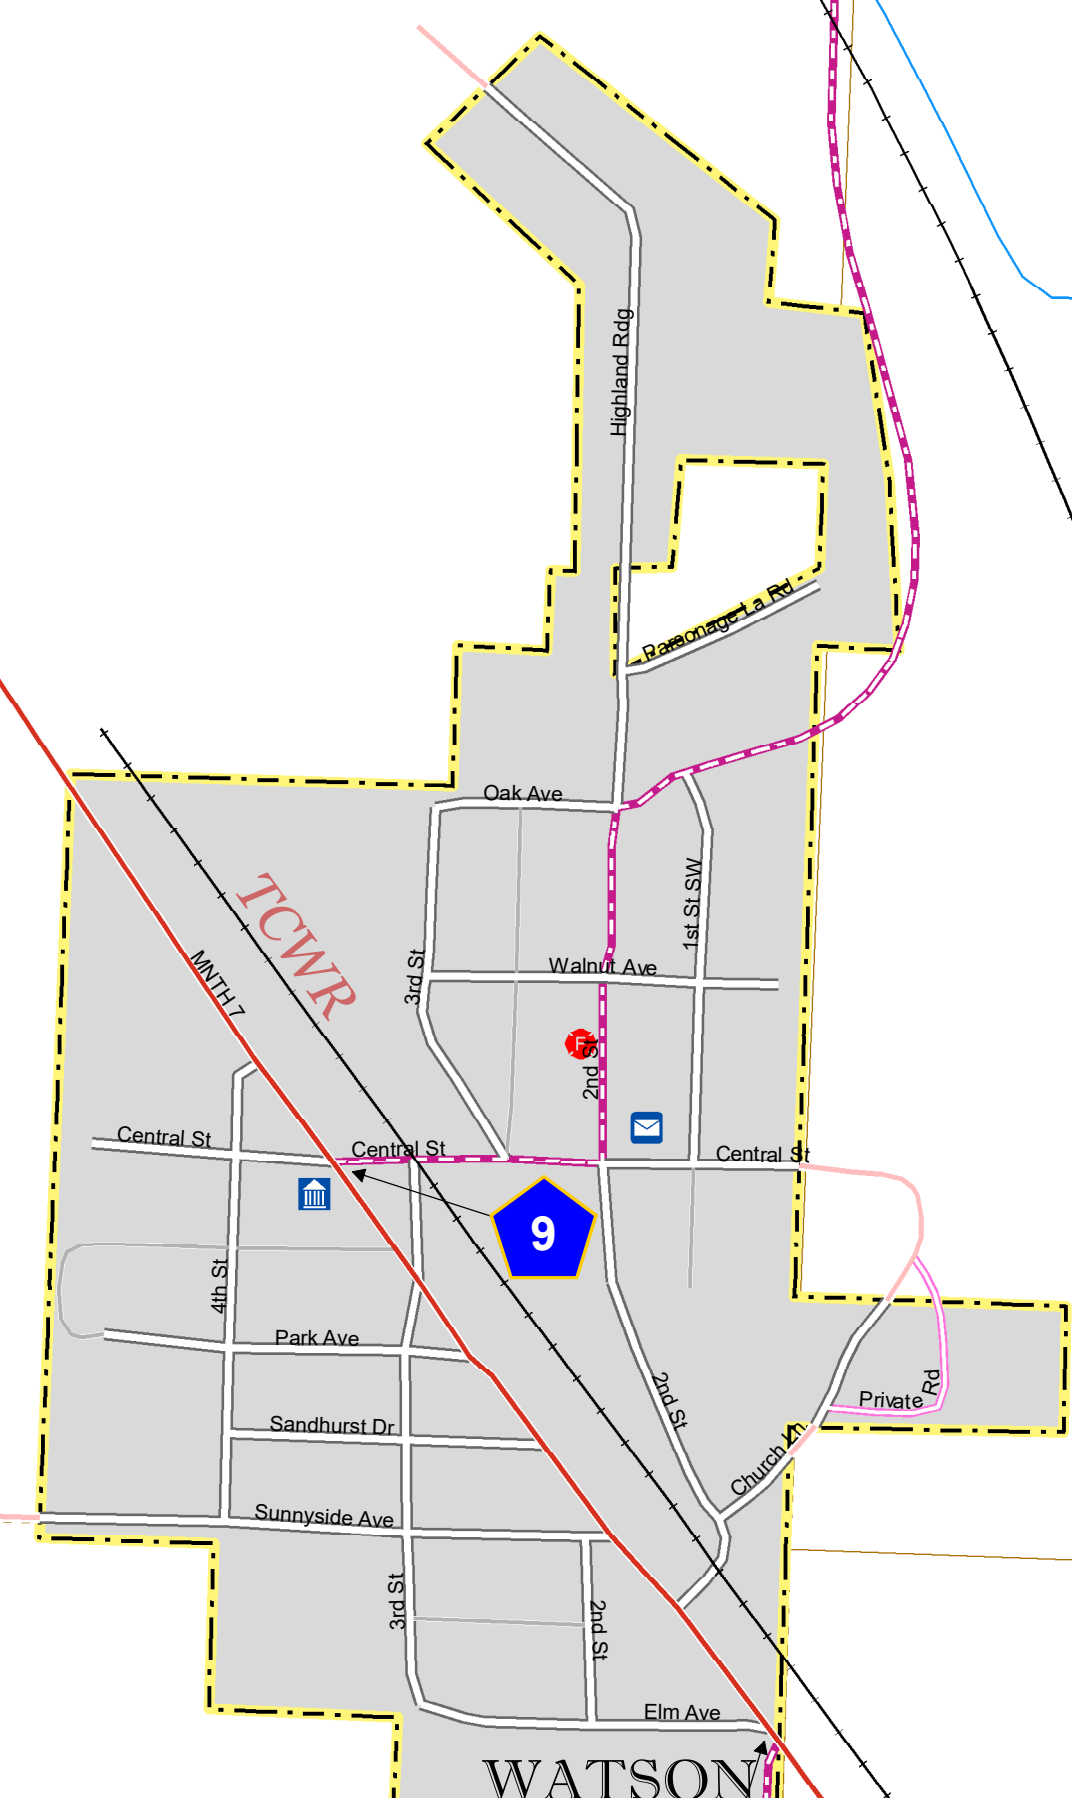 Highland Rdg
Parsonage La Rd
Oak Ave
TCWR
1st St SW
3rd St
Walnut Ave
MNTH 7
F
2nd St
Central St
Central St
Central St
9
4th St
Park Ave
2nd St
Private Rd
Sandhurst Dr
Church Ln
Sunnyside Ave
3rd St
2nd St
Elm Ave
WATSON